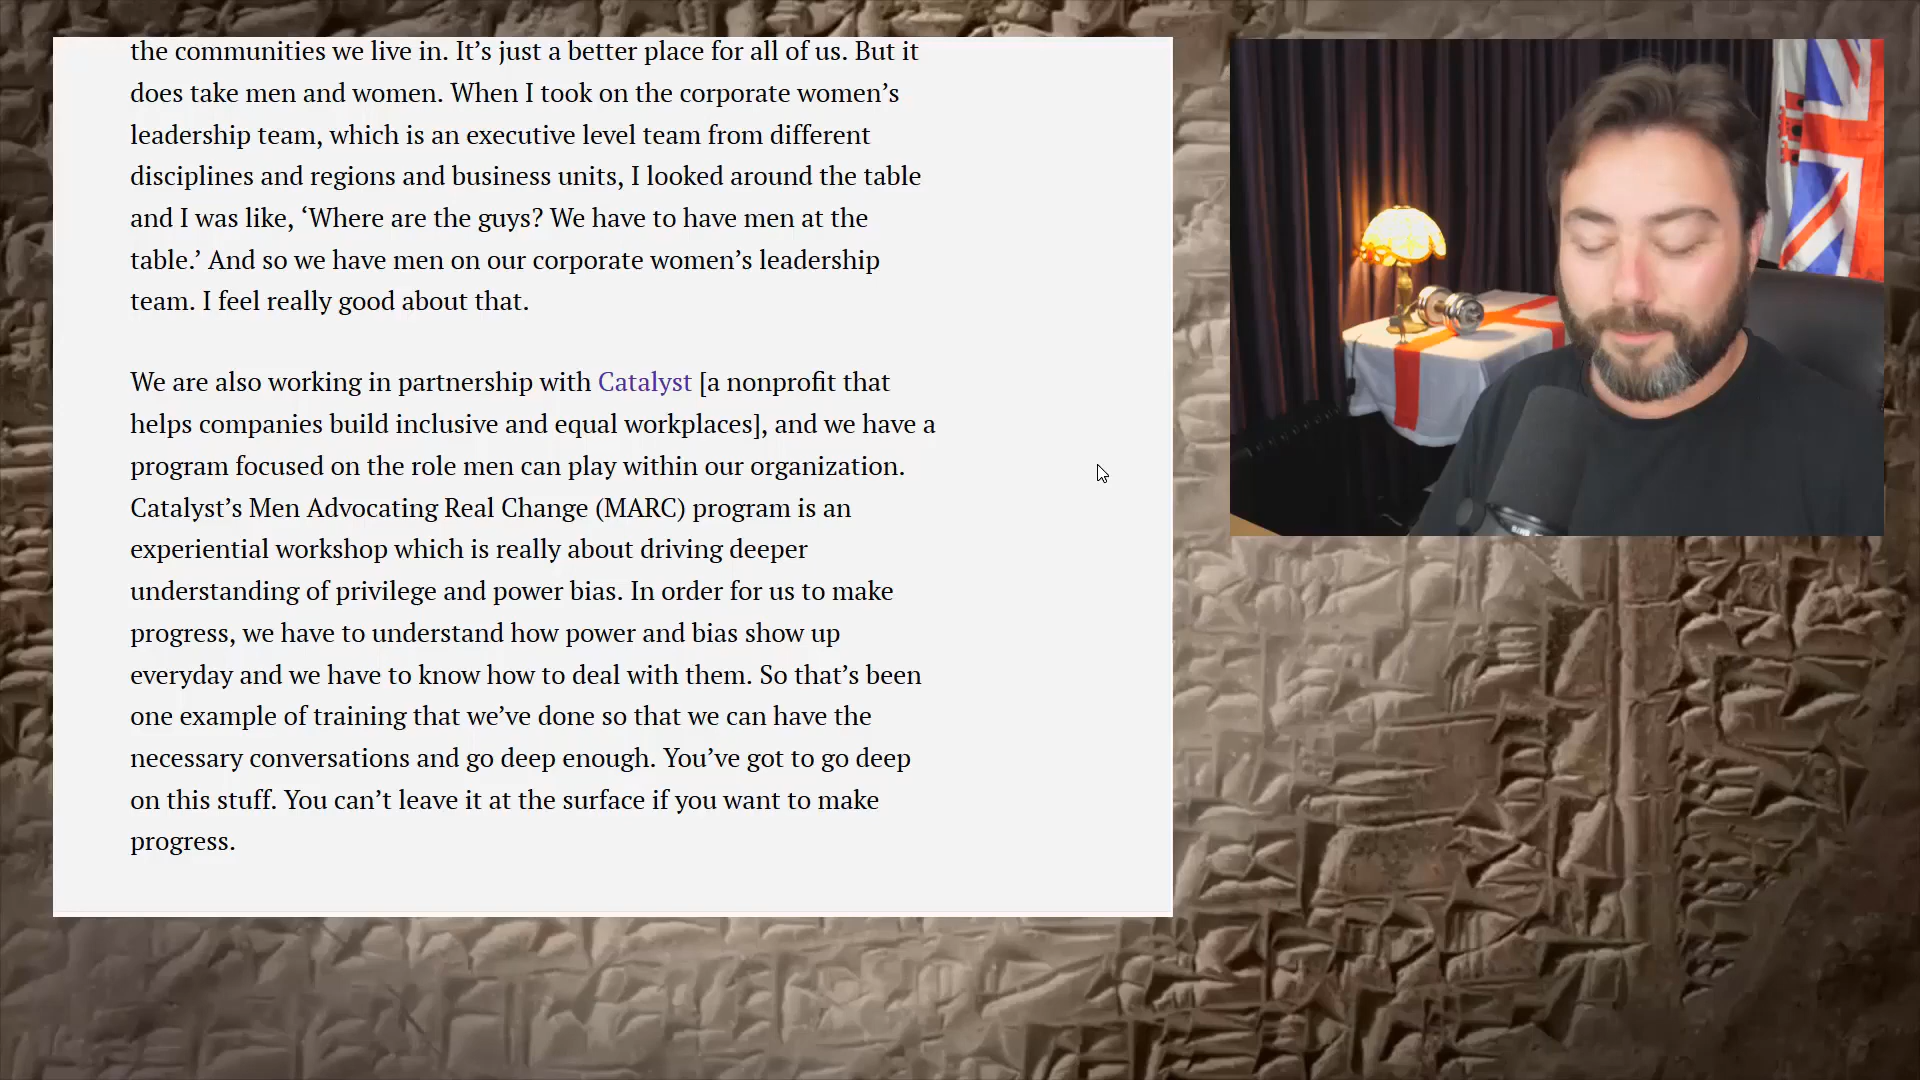 the communities we live in. It’s just a better place for all of us. But it
does take men and women. When I took on the corporate women’s
leadership team, which is an executive level team from different
disciplines and regions and business units, I looked around the table
and I was like, ‘Where are the guys? We have to have men at the
table.’ And so we have men on our corporate women’s leadership
team. I feel really good about that.
We are also working in partnership with Catalyst [a nonprofit that
helps companies build inclusive and equal workplaces], and we have a
program focused on the role men can play within our organization.
Catalyst’s Men Advocating Real Change (MARC) program is an
experiential workshop which is really about driving deeper
understanding of privilege and power bias. In order for us to make
progress, we have to understand how power and bias show up
everyday and we have to know how to deal with them. So that’s been
one example of training that we’ve done so that we can have the
necessary conversations and go deep enough. You’ve got to go deep
on this stuff. You can’t leave it at the surface if you want to make
progress.